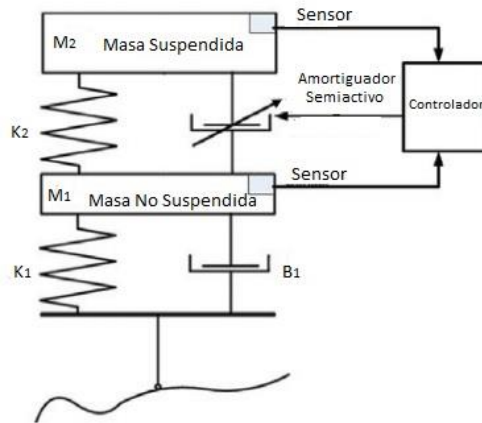 Sensor
M2 Masa Suspendida
Amortiguador
Semiactivo
Controlador
K2
Sensor
M1 Masa No Suspendida
K1
B1